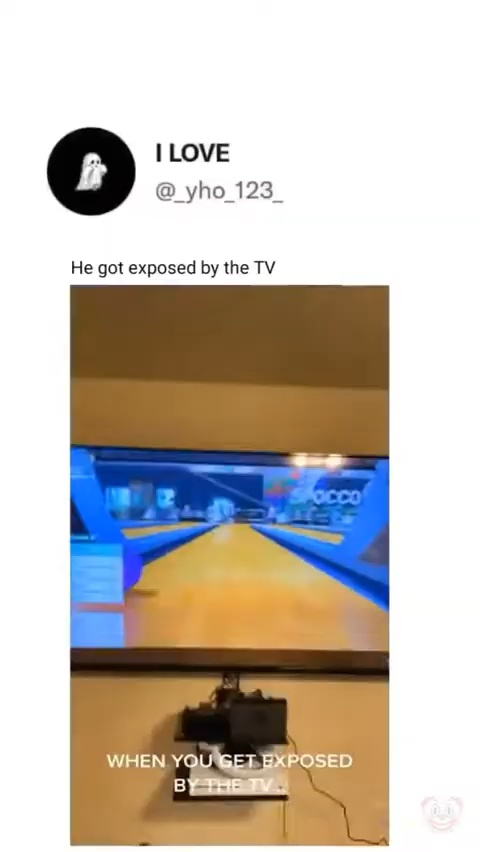 I LOVE
@_yho_123_
He got exposed by the TV
WHEN YOU GET EXPOSED
BY THE TV